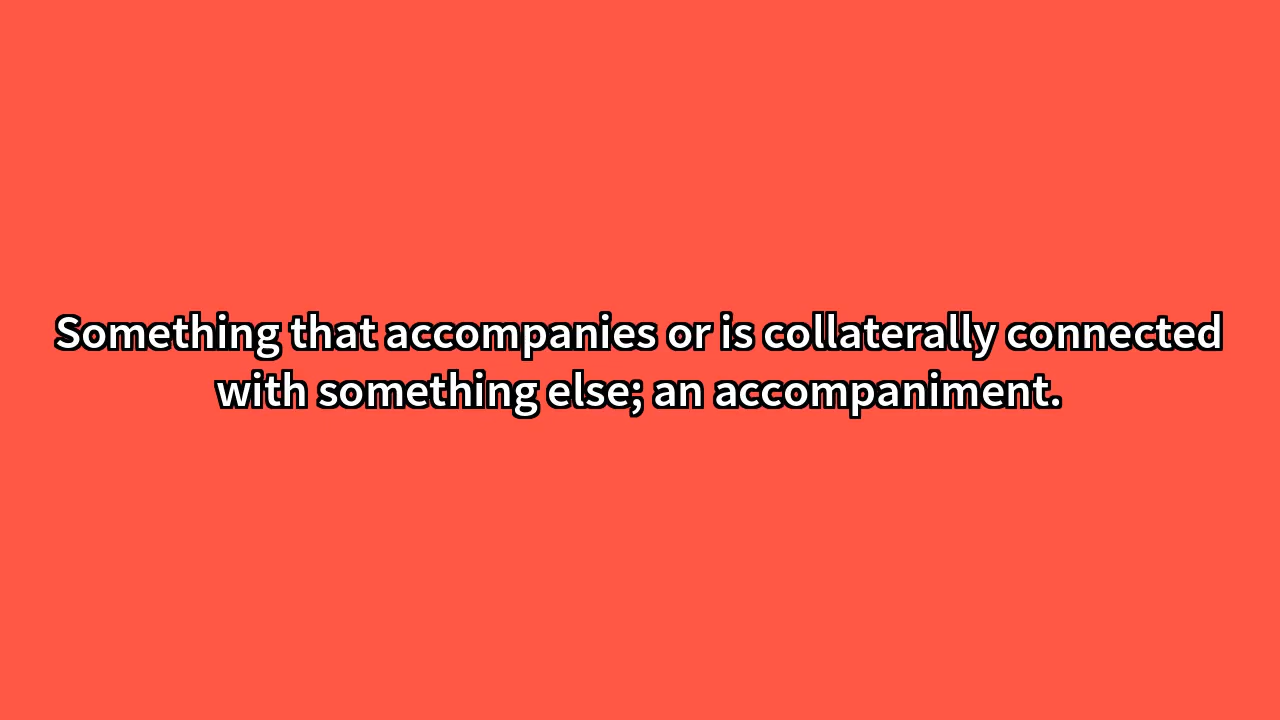 Something that accompanies or is collaterally connected
with something else; an accompaniment.